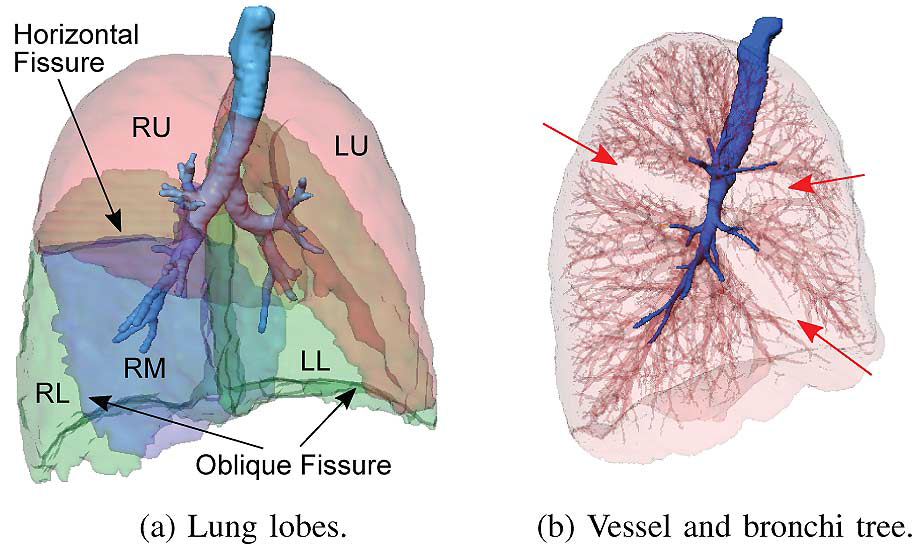 Horizontal
Fissure
RU
LU
RM
LL
RL
Oblique Fissure
(a) Lung lobes.
(b) Vessel and bronchi tree.